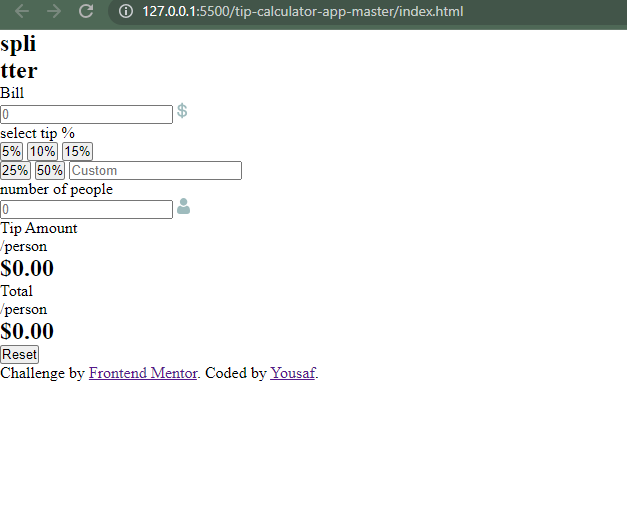 127.0.0.1:5500/tip-calculator-app-master/index.html
spli
tter
Bill
0 $
select tip %
5% 10% 15%
25% 50% Custom
number of people
0
Tip Amount
/person
$0.00
Total
/person
$0.00
Reset
Challenge by Frontend Mentor. Coded by Yousaf.